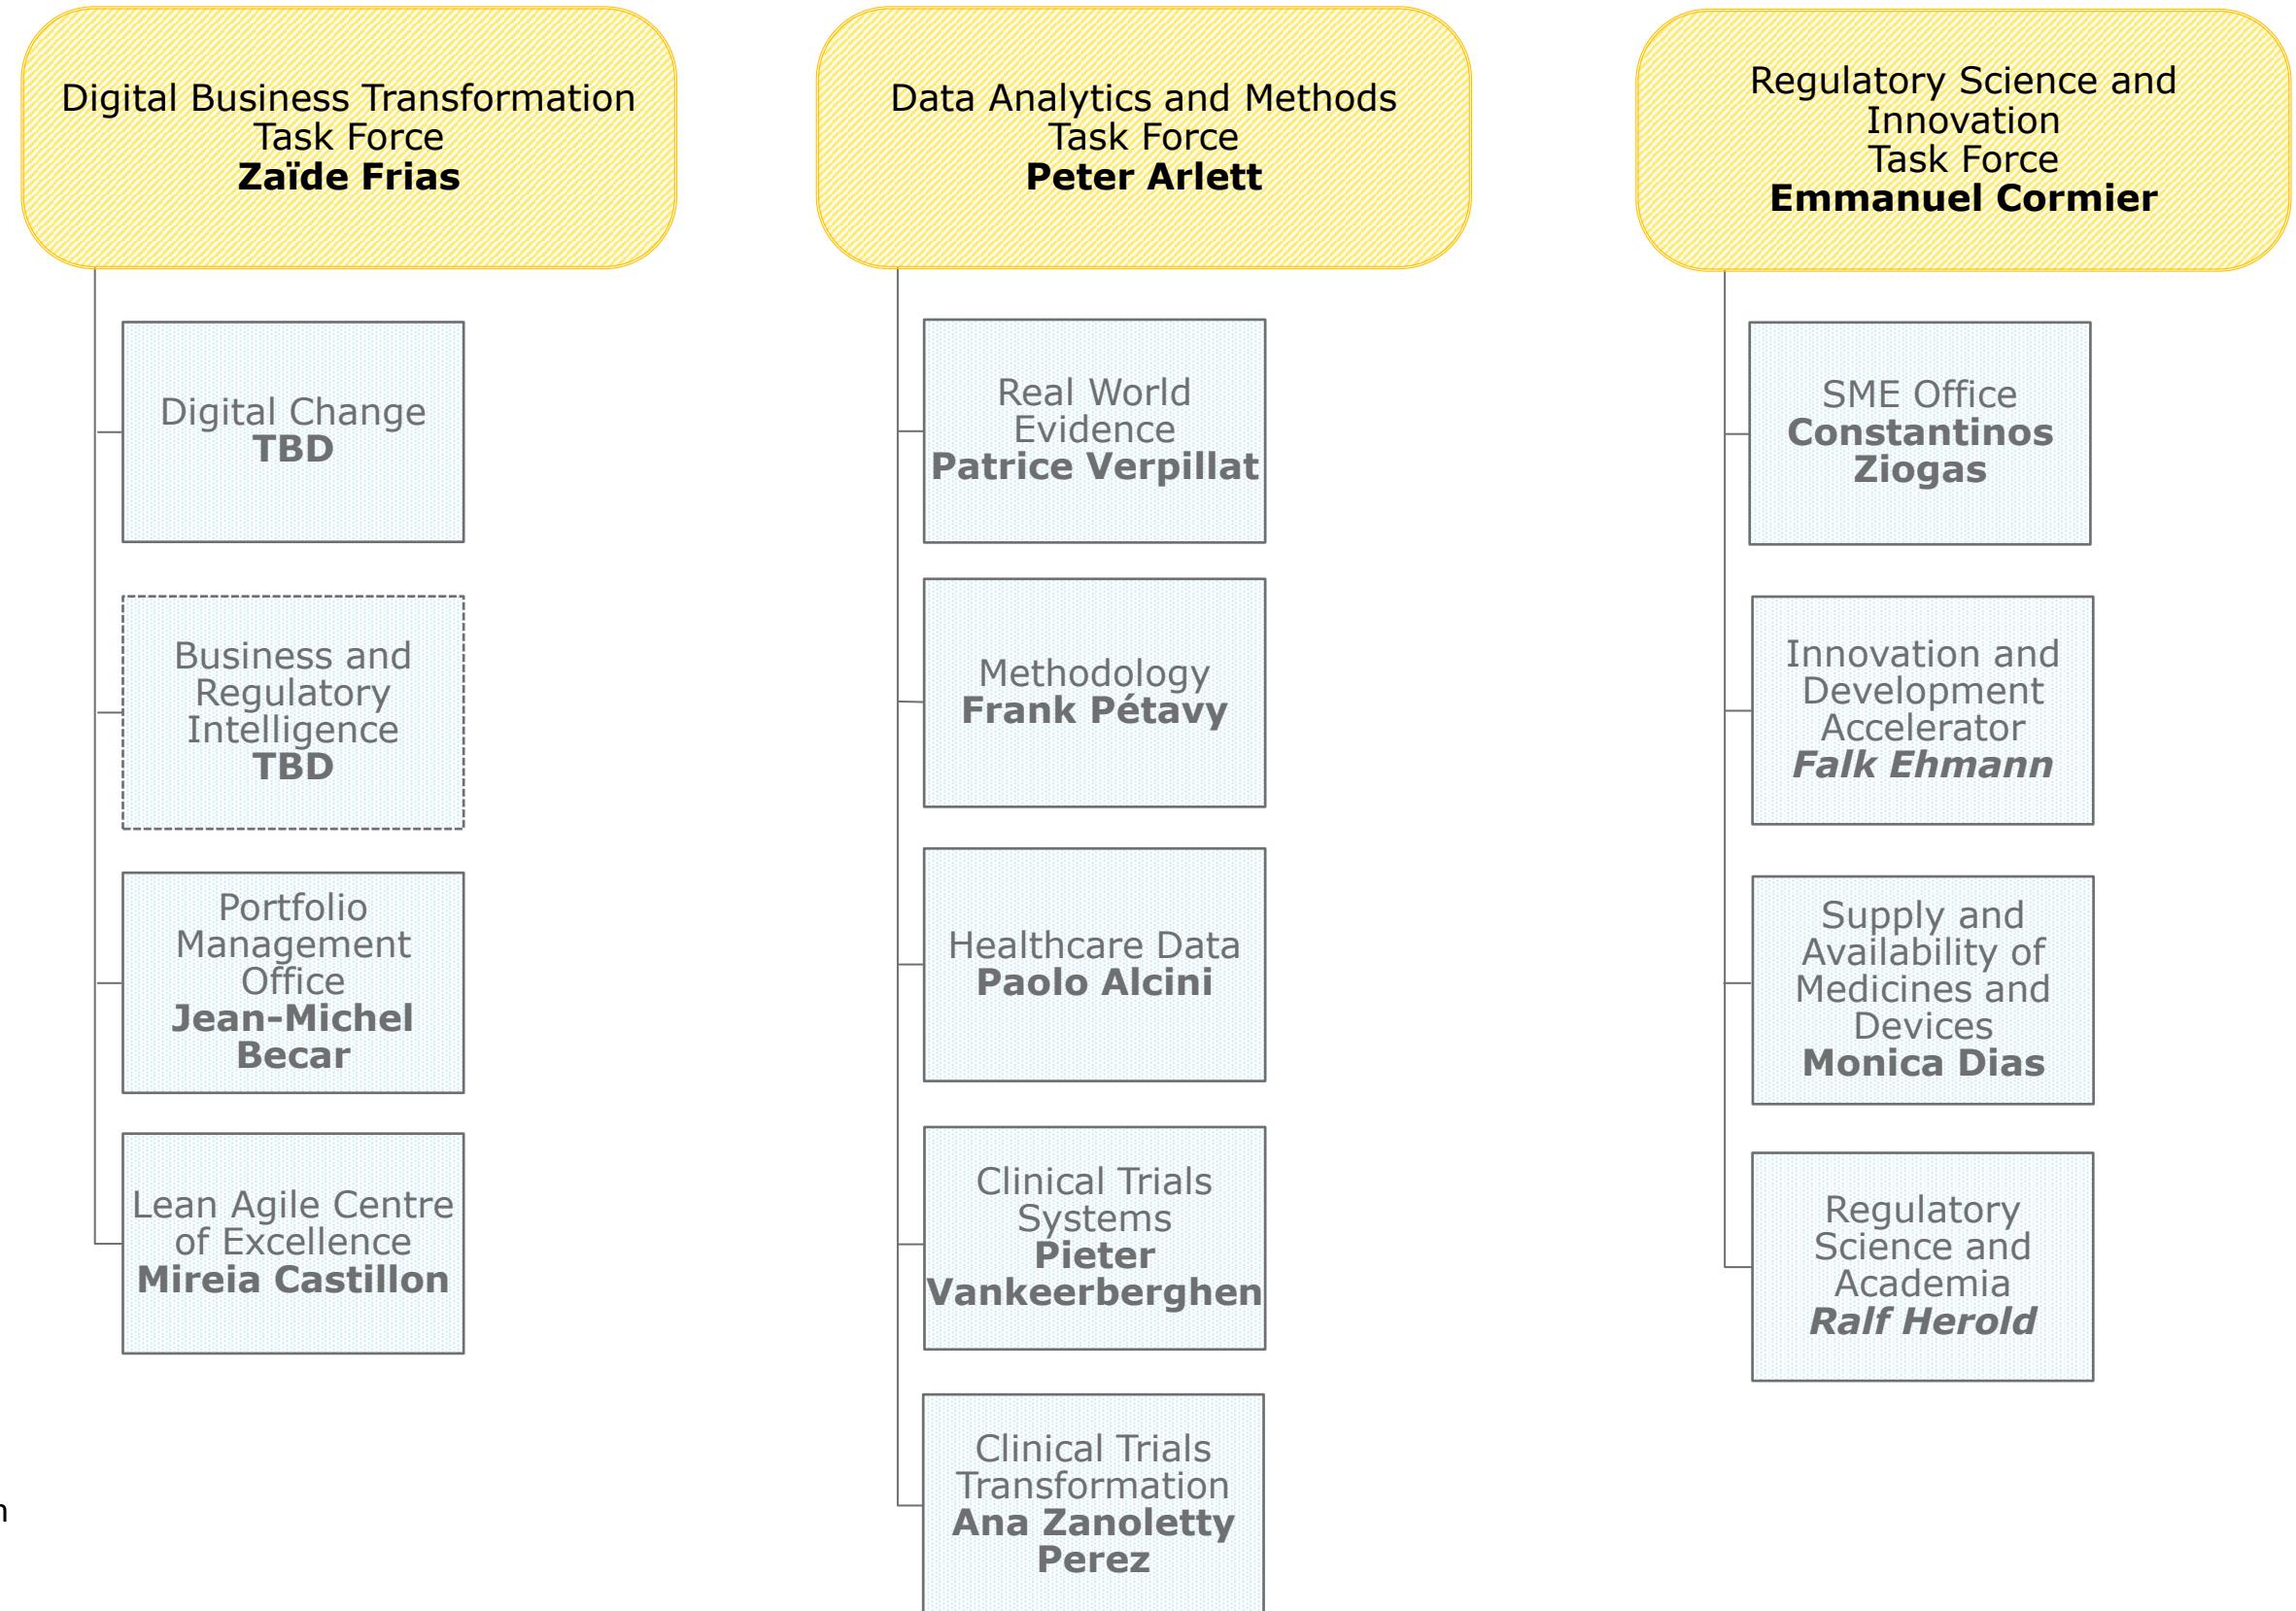 Digital Business Transformation
Task Force
Zaïde Frias
Digital Change
TBD
Business and
Regulatory
Intelligence
TBD
Portfolio
Management
Office
Jean-Michel
Becar
Lean Agile Centre
of Excellence
Mireia Castillon
Data Analytics and Methods
Task Force
Peter Arlett
Real World
Evidence
Patrice Verpillat
Methodology
Frank Pétavy
Healthcare Data
Paolo Alcini
Clinical Trials
Systems
Pieter
Vankeerberghen
Clinical Trials
Transformation
Ana Zanoletty
Perez
Regulatory Science and
Innovation
Task Force
Emmanuel Cormier
SME Office
Constantinos
Ziogas
Innovation and
Development
Accelerator
Falk Ehmann
Supply and
Availability of
Medicines and
Devices
Monica Dias
Regulatory
Science and
Academia
Ralf Herold